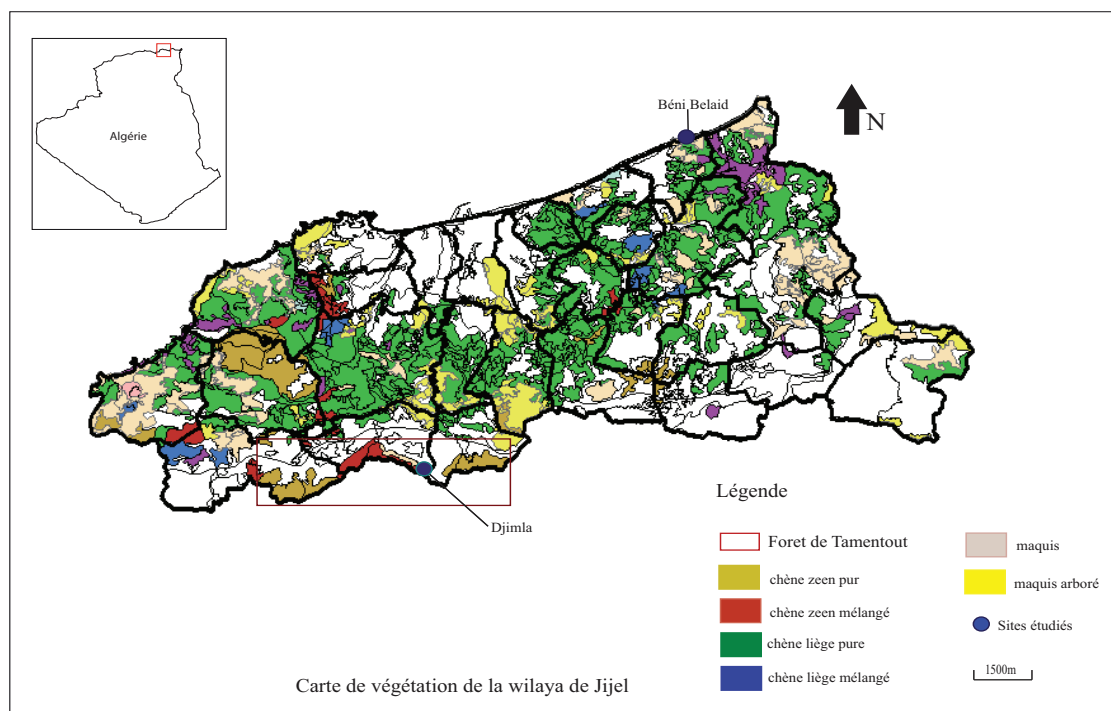 Algérie
Béni Belaid
N
Djimla
Légende
Foret de Tamentout
chène zeen pur
chène zeen mélangé
chène liège pure
chène liège mélangé
maquis
maquis arboré
Sites étudiés
1500m
Carte de végétation de la wilaya de Jijel